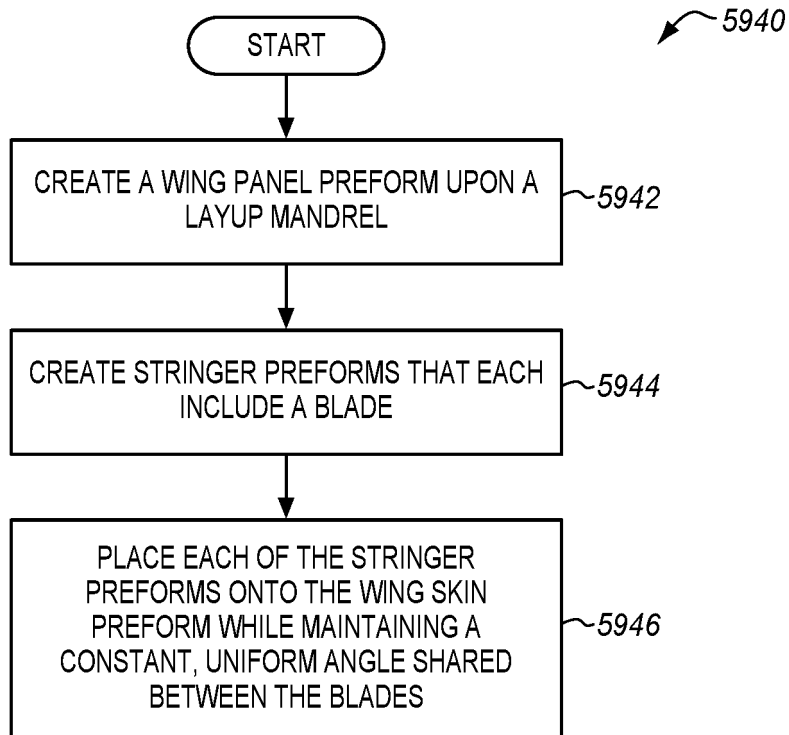 START
5940
CREATE A WING PANEL PREFORM UPON A
LAYUP MANDREL
5942
CREATE STRINGER PREFORMS THAT EACH
INCLUDE A BLADE
5944
PLACE EACH OF THE STRINGER
PREFORMS ONTO THE WING SKIN
PREFORM WHILE MAINTAINING A
CONSTANT, UNIFORM ANGLE SHARED
BETWEEN THE BLADES
5946